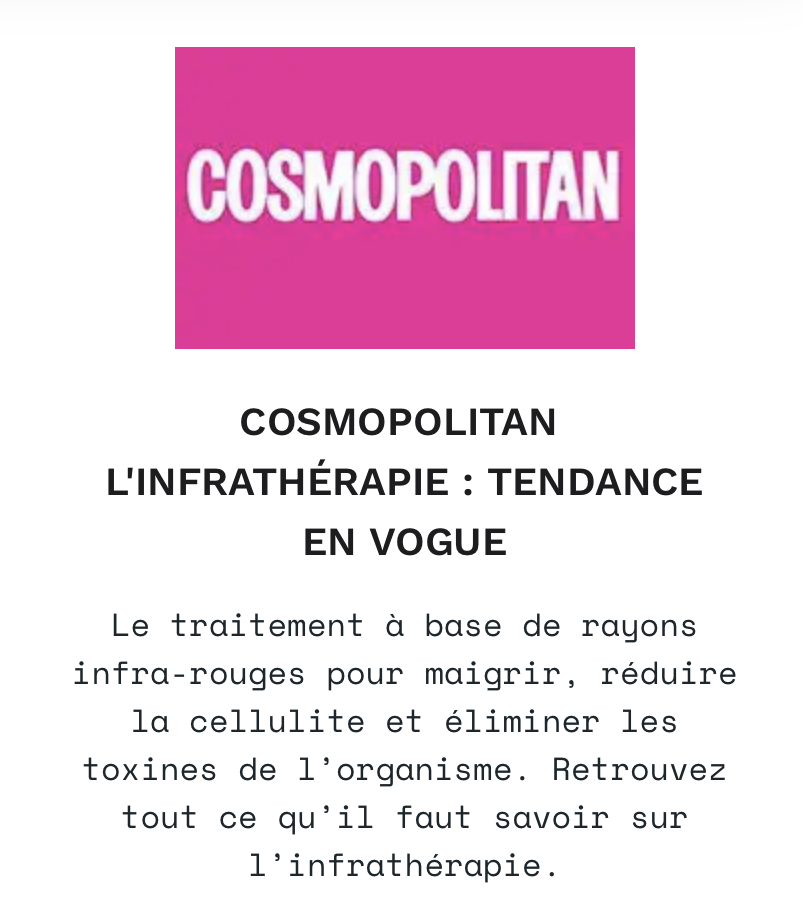 COSMOPOLITAN
COSMOPOLITAN
L'INFRATHÉRAPIE : TENDANCE
EN VOGUE
Le traitement à base de rayons
infra-rouges pour maigrir, réduire
la cellulite et éliminer les
toxines de l’organisme. Retrouvez
tout ce qu’il faut savoir sur
l’infrathérapie.